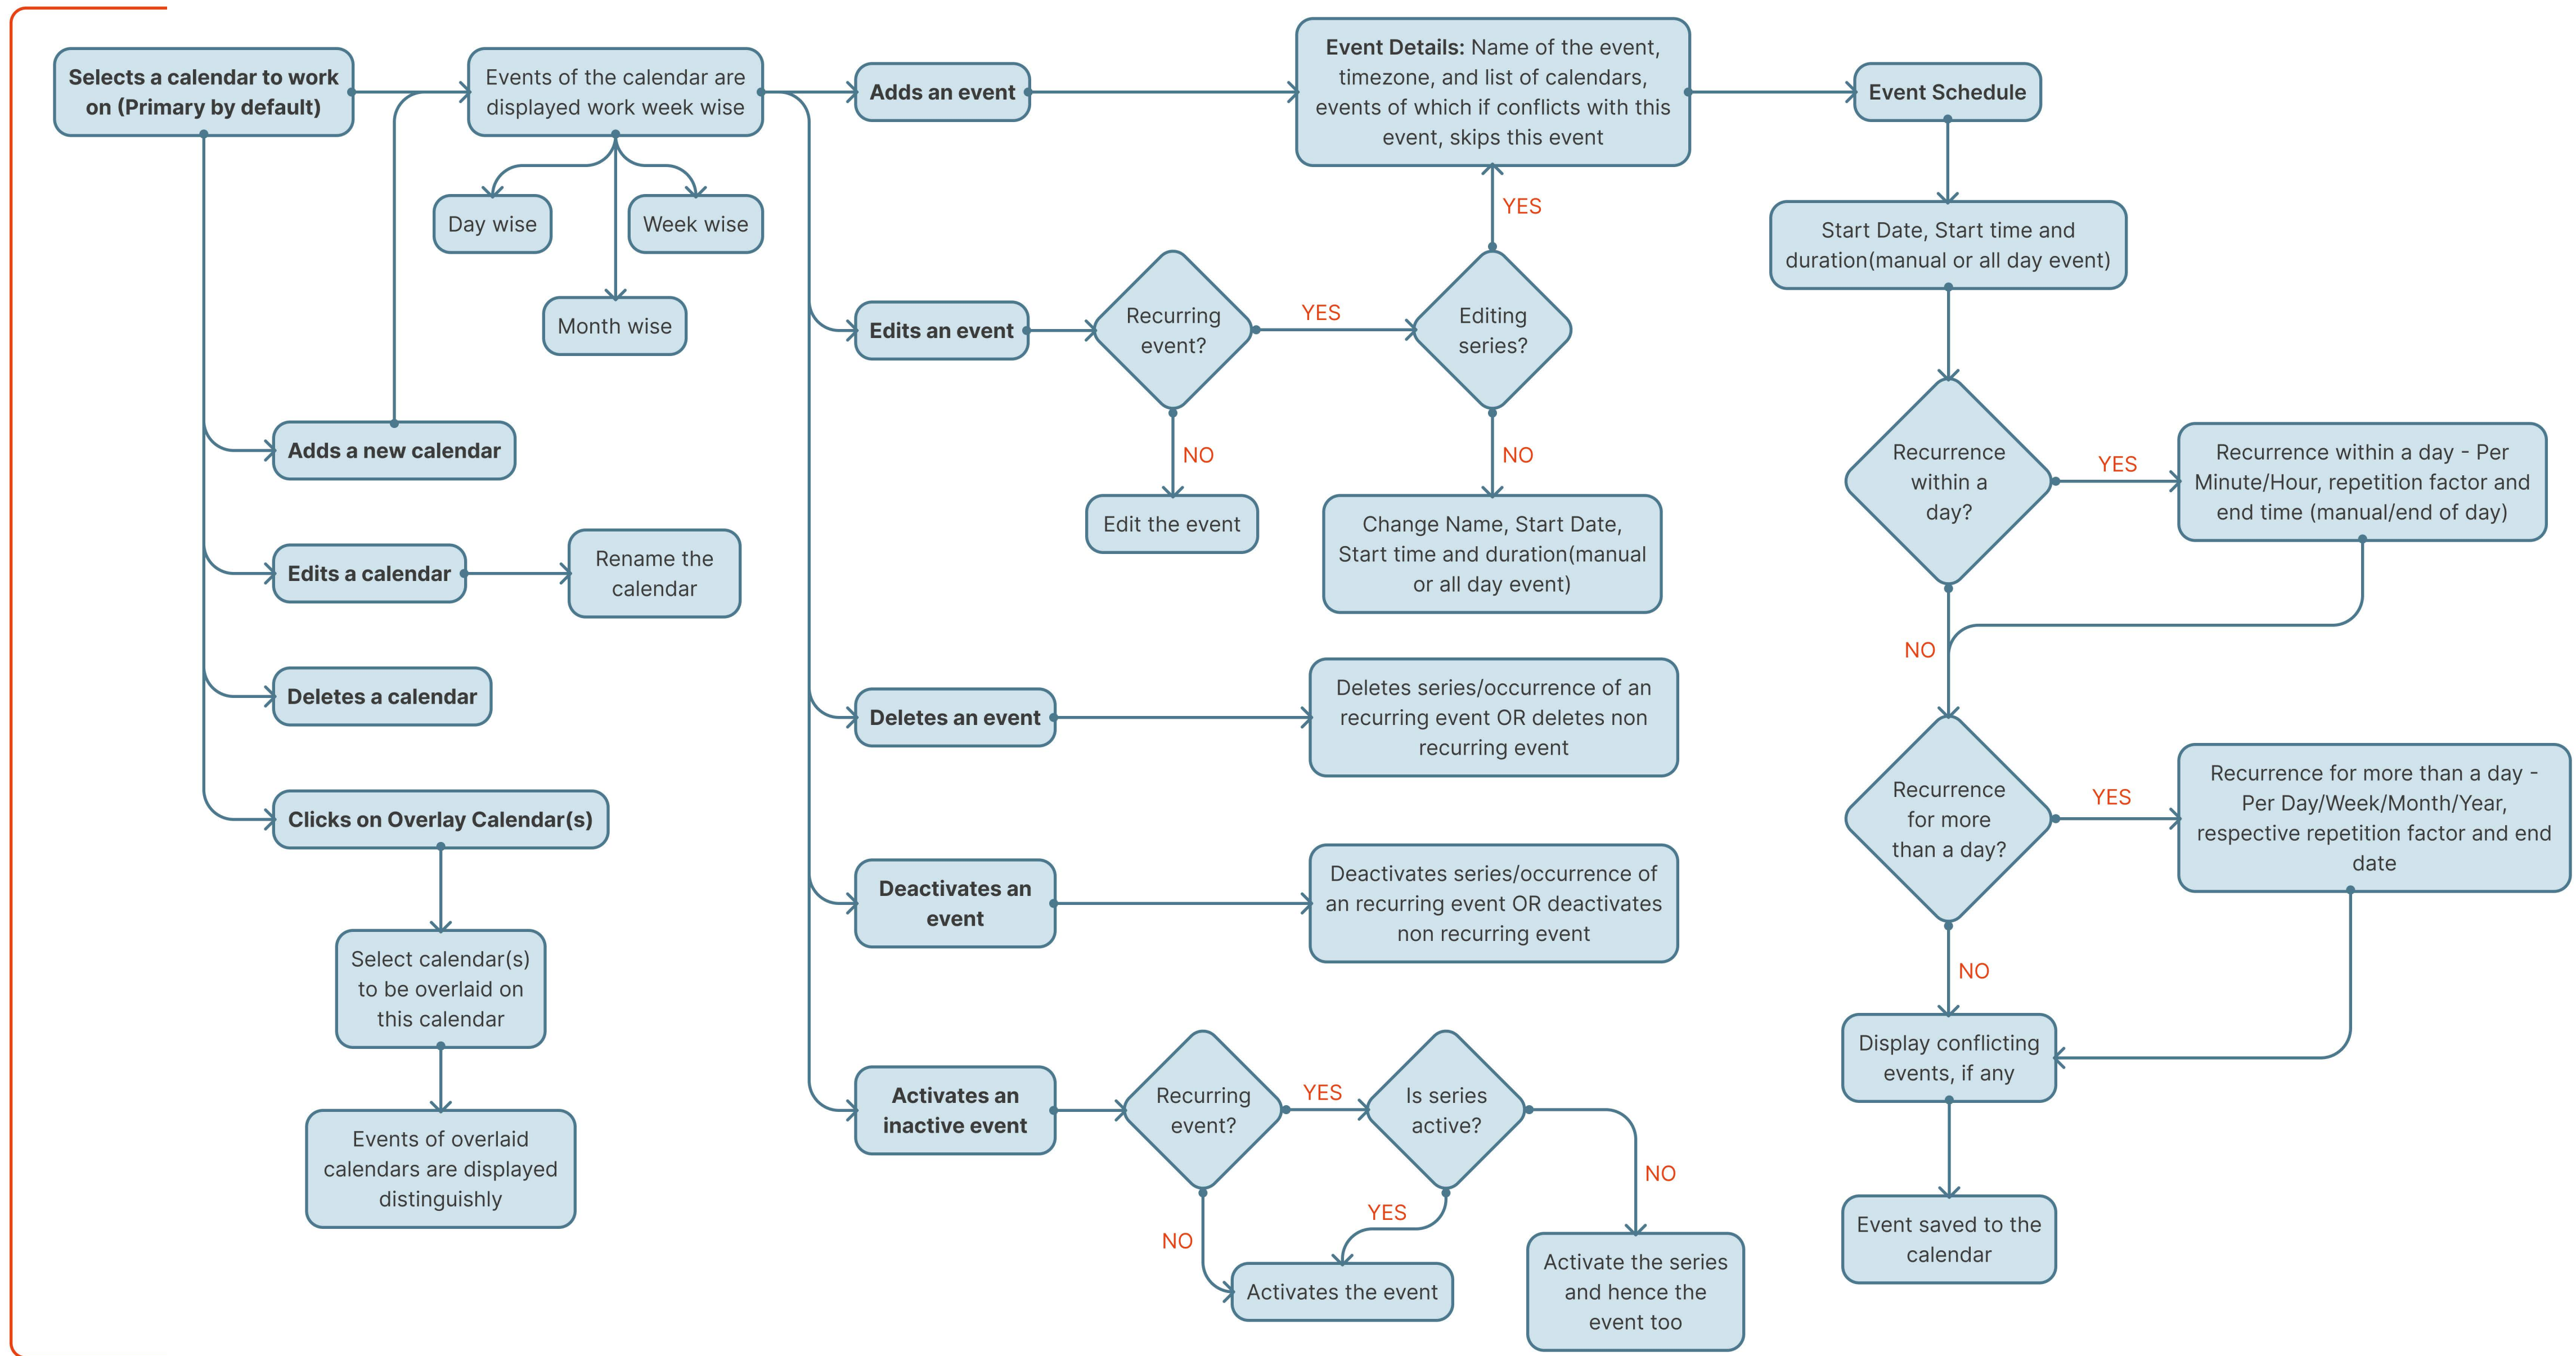 Selects a calendar to work
on (Primary by default)
Events of the calendar are
displayed work week wise
Day wise
Week wise
Month wise
Adds a new calendar
Edits a calendar
Rename the
calendar
Deletes a calendar
Clicks on Overlay Calendar(s)
Select calendar(s)
to be overlaid on
this calendar
Events of overlaid
calendars are displayed
distinguishly
Adds an event
Event Details: Name of the event,
timezone, and list of calendars,
events of which if conflicts with this
event, skips this event
YES
Edits an event
Recurring
event?
YES
Editing
series?
NO
Edit the event
NO
Change Name, Start Date,
Start time and duration(manual
or all day event)
Deletes an event
Deletes series/occurrence of an
recurring event OR deletes non
recurring event
Deactivates an
event
Deactivates series/occurrence of
an recurring event OR deactivates
non recurring event
Activates an
inactive event
Recurring
event?
YES
Is series
active?
NO
YES
NO
Activates the event
Activate the series
and hence the
event too
Event Schedule
Start Date, Start time and
duration(manual or all day event)
Recurrence
within a
day?
YES
Recurrence within a day - Per
Minute/Hour, repetition factor and
end time (manual/end of day)
NO
Recurrence
for more
than a day?
YES
Recurrence for more than a day -
Per Day/Week/Month/Year,
respective repetition factor and end
date
NO
Display conflicting
events, if any
Event saved to the
calendar